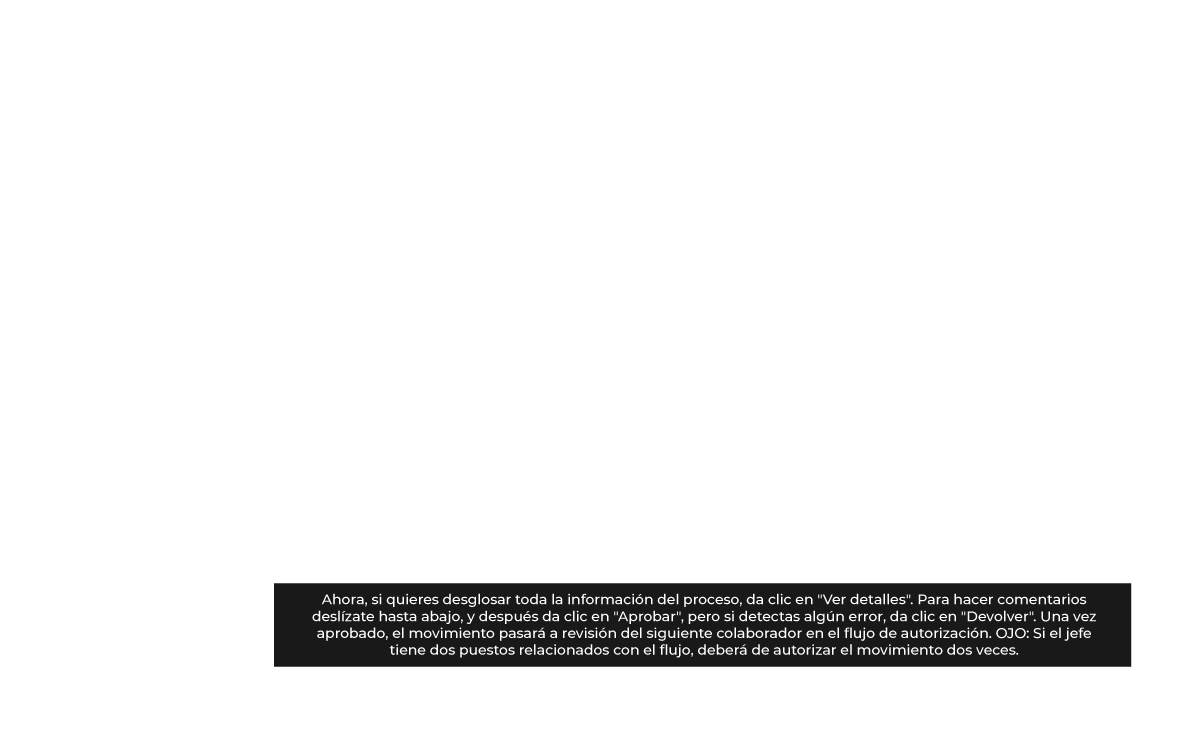 Ahora, si quieres desglosar toda la información del proceso, da clic en "Ver detalles". Para hacer comentarios
deslízate hasta abajo, y después da clic en "Aprobar", pero si detectas algún error, da clic en "Devolver". Una vez
aprobado, el movimiento pasará a revisión del siguiente colaborador en el flujo de autorización. OJO: Si el jefe
tiene dos puestos relacionados con el flujo, deberá de autorizar el movimiento dos veces.